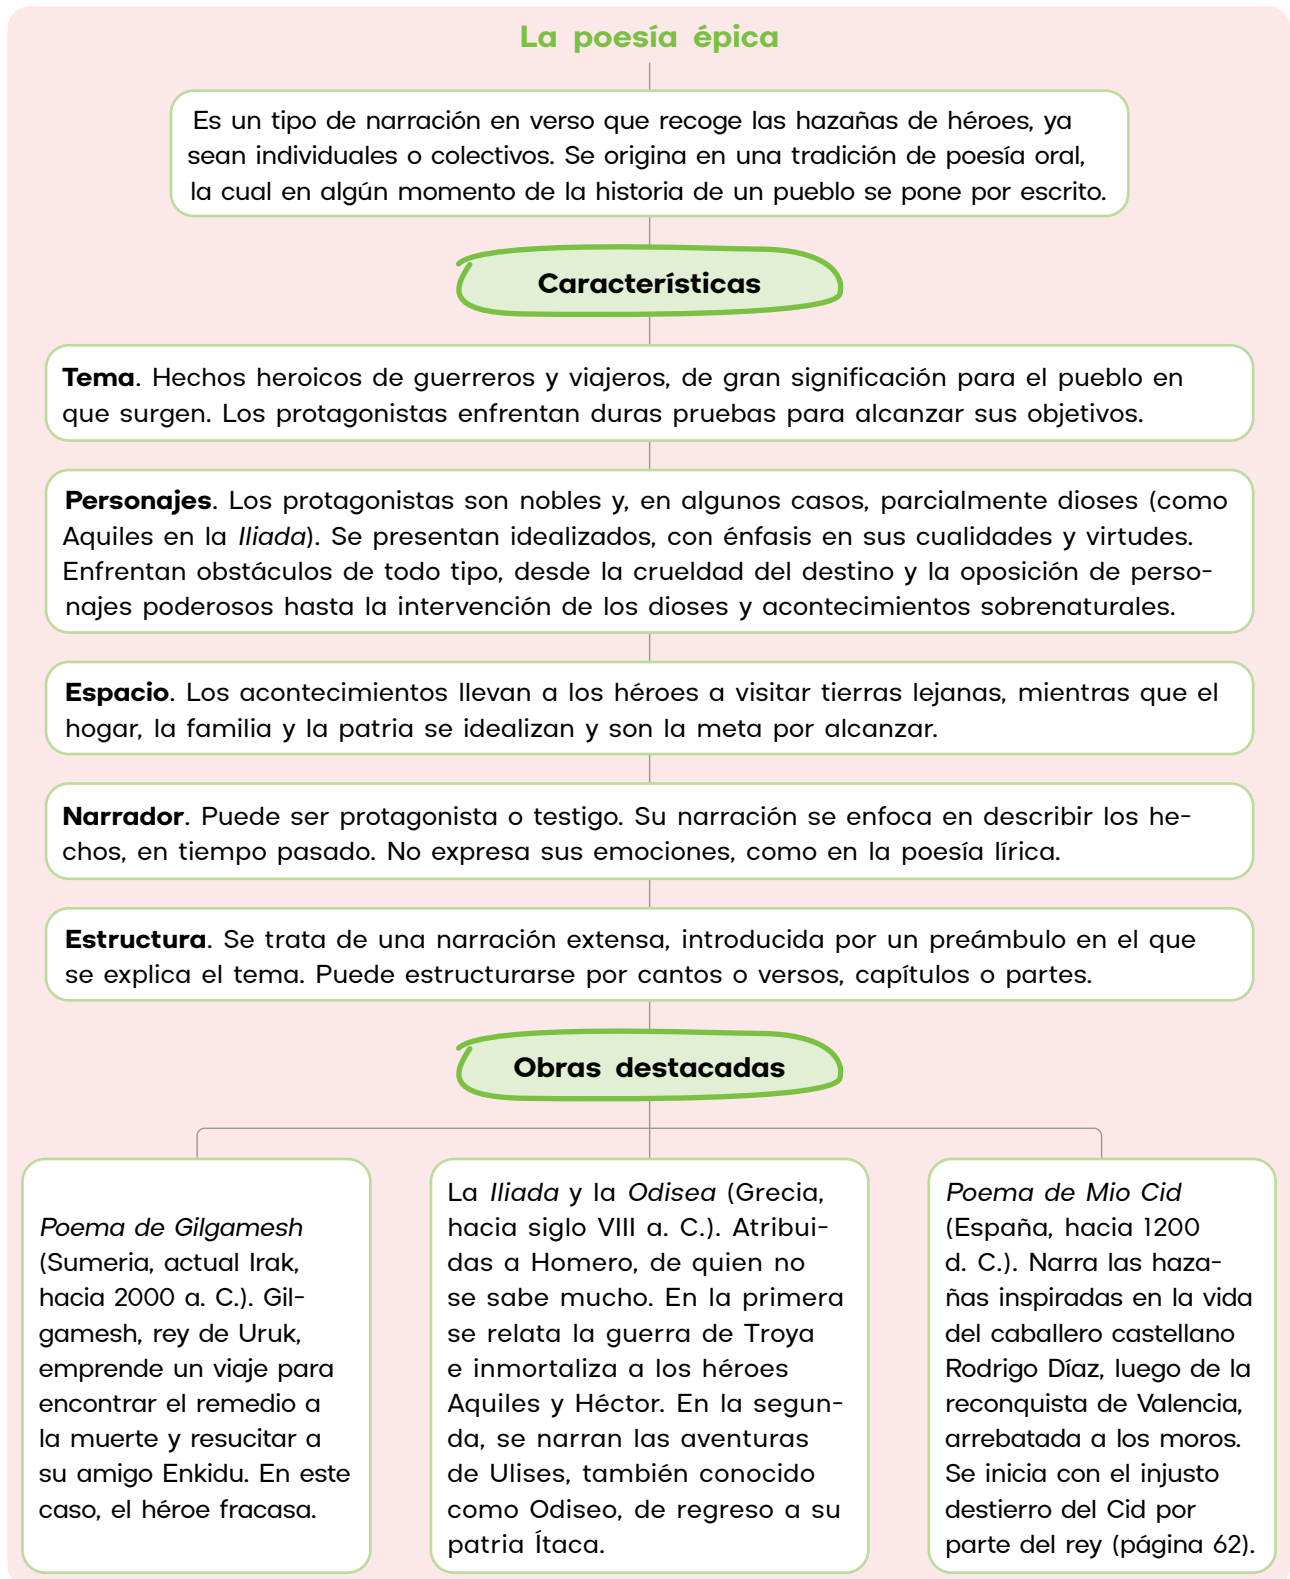 La poesía épica
Es un tipo de narración en verso que recoge las hazañas de héroes, ya
sean individuales o colectivos. Se origina en una tradición de poesía oral,
la cual en algún momento de la historia de un pueblo se pone por escrito.
Características
Tema. Hechos heroicos de guerreros y viajeros, de gran significación para el pueblo en
que surgen. Los protagonistas enfrentan duras pruebas para alcanzar sus objetivos.
Personajes. Los protagonistas son nobles y, en algunos casos, parcialmente dioses (como
Aquiles en la Iliada). Se presentan idealizados, con énfasis en sus cualidades y virtudes.
Enfrentan obstáculos de todo tipo, desde la crueldad del destino y la oposición de perso-
najes poderosos hasta la intervención de los dioses y acontecimientos sobrenaturales.
Espacio. Los acontecimientos llevan a los héroes a visitar tierras lejanas, mientras que el
hogar, la familia y la patria se idealizan y son la meta por alcanzar.
Narrador. Puede ser protagonista o testigo. Su narración se enfoca en describir los he-
chos, en tiempo pasado. No expresa sus emociones, como en la poesía lírica.
Estructura. Se trata de una narración extensa, introducida por un preámbulo en el que
se explica el tema. Puede estructurarse por cantos o versos, capítulos o partes.
Obras destacadas
Poema de Gilgamesh
(Sumeria, actual Irak,
hacia 2000 a. C.). Gil-
gamesh, rey de Uruk,
emprende un viaje para
encontrar el remedio a
la muerte y resucitar a
su amigo Enkidu. En este
caso, el héroe fracasa.
La Iliada y la Odisea (Grecia,
hacia siglo VIII a. C.). Atribui-
das a Homero, de quien no
se sabe mucho. En la primera
se relata la guerra de Troya
e inmortaliza a los héroes
Aquiles y Héctor. En la segun-
da, se narran las aventuras
de Ulises, también conocido
como Odiseo, de regreso a su
patria Ítaca.
Poema de Mio Cid
(España, hacia 1200
d. C.). Narra las haza-
ñas inspiradas en la vida
del caballero castellano
Rodrigo Díaz, luego de la
reconquista de Valencia,
arrebatada a los moros.
Se inicia con el injusto
destierro del Cid por
parte del rey (página 62).